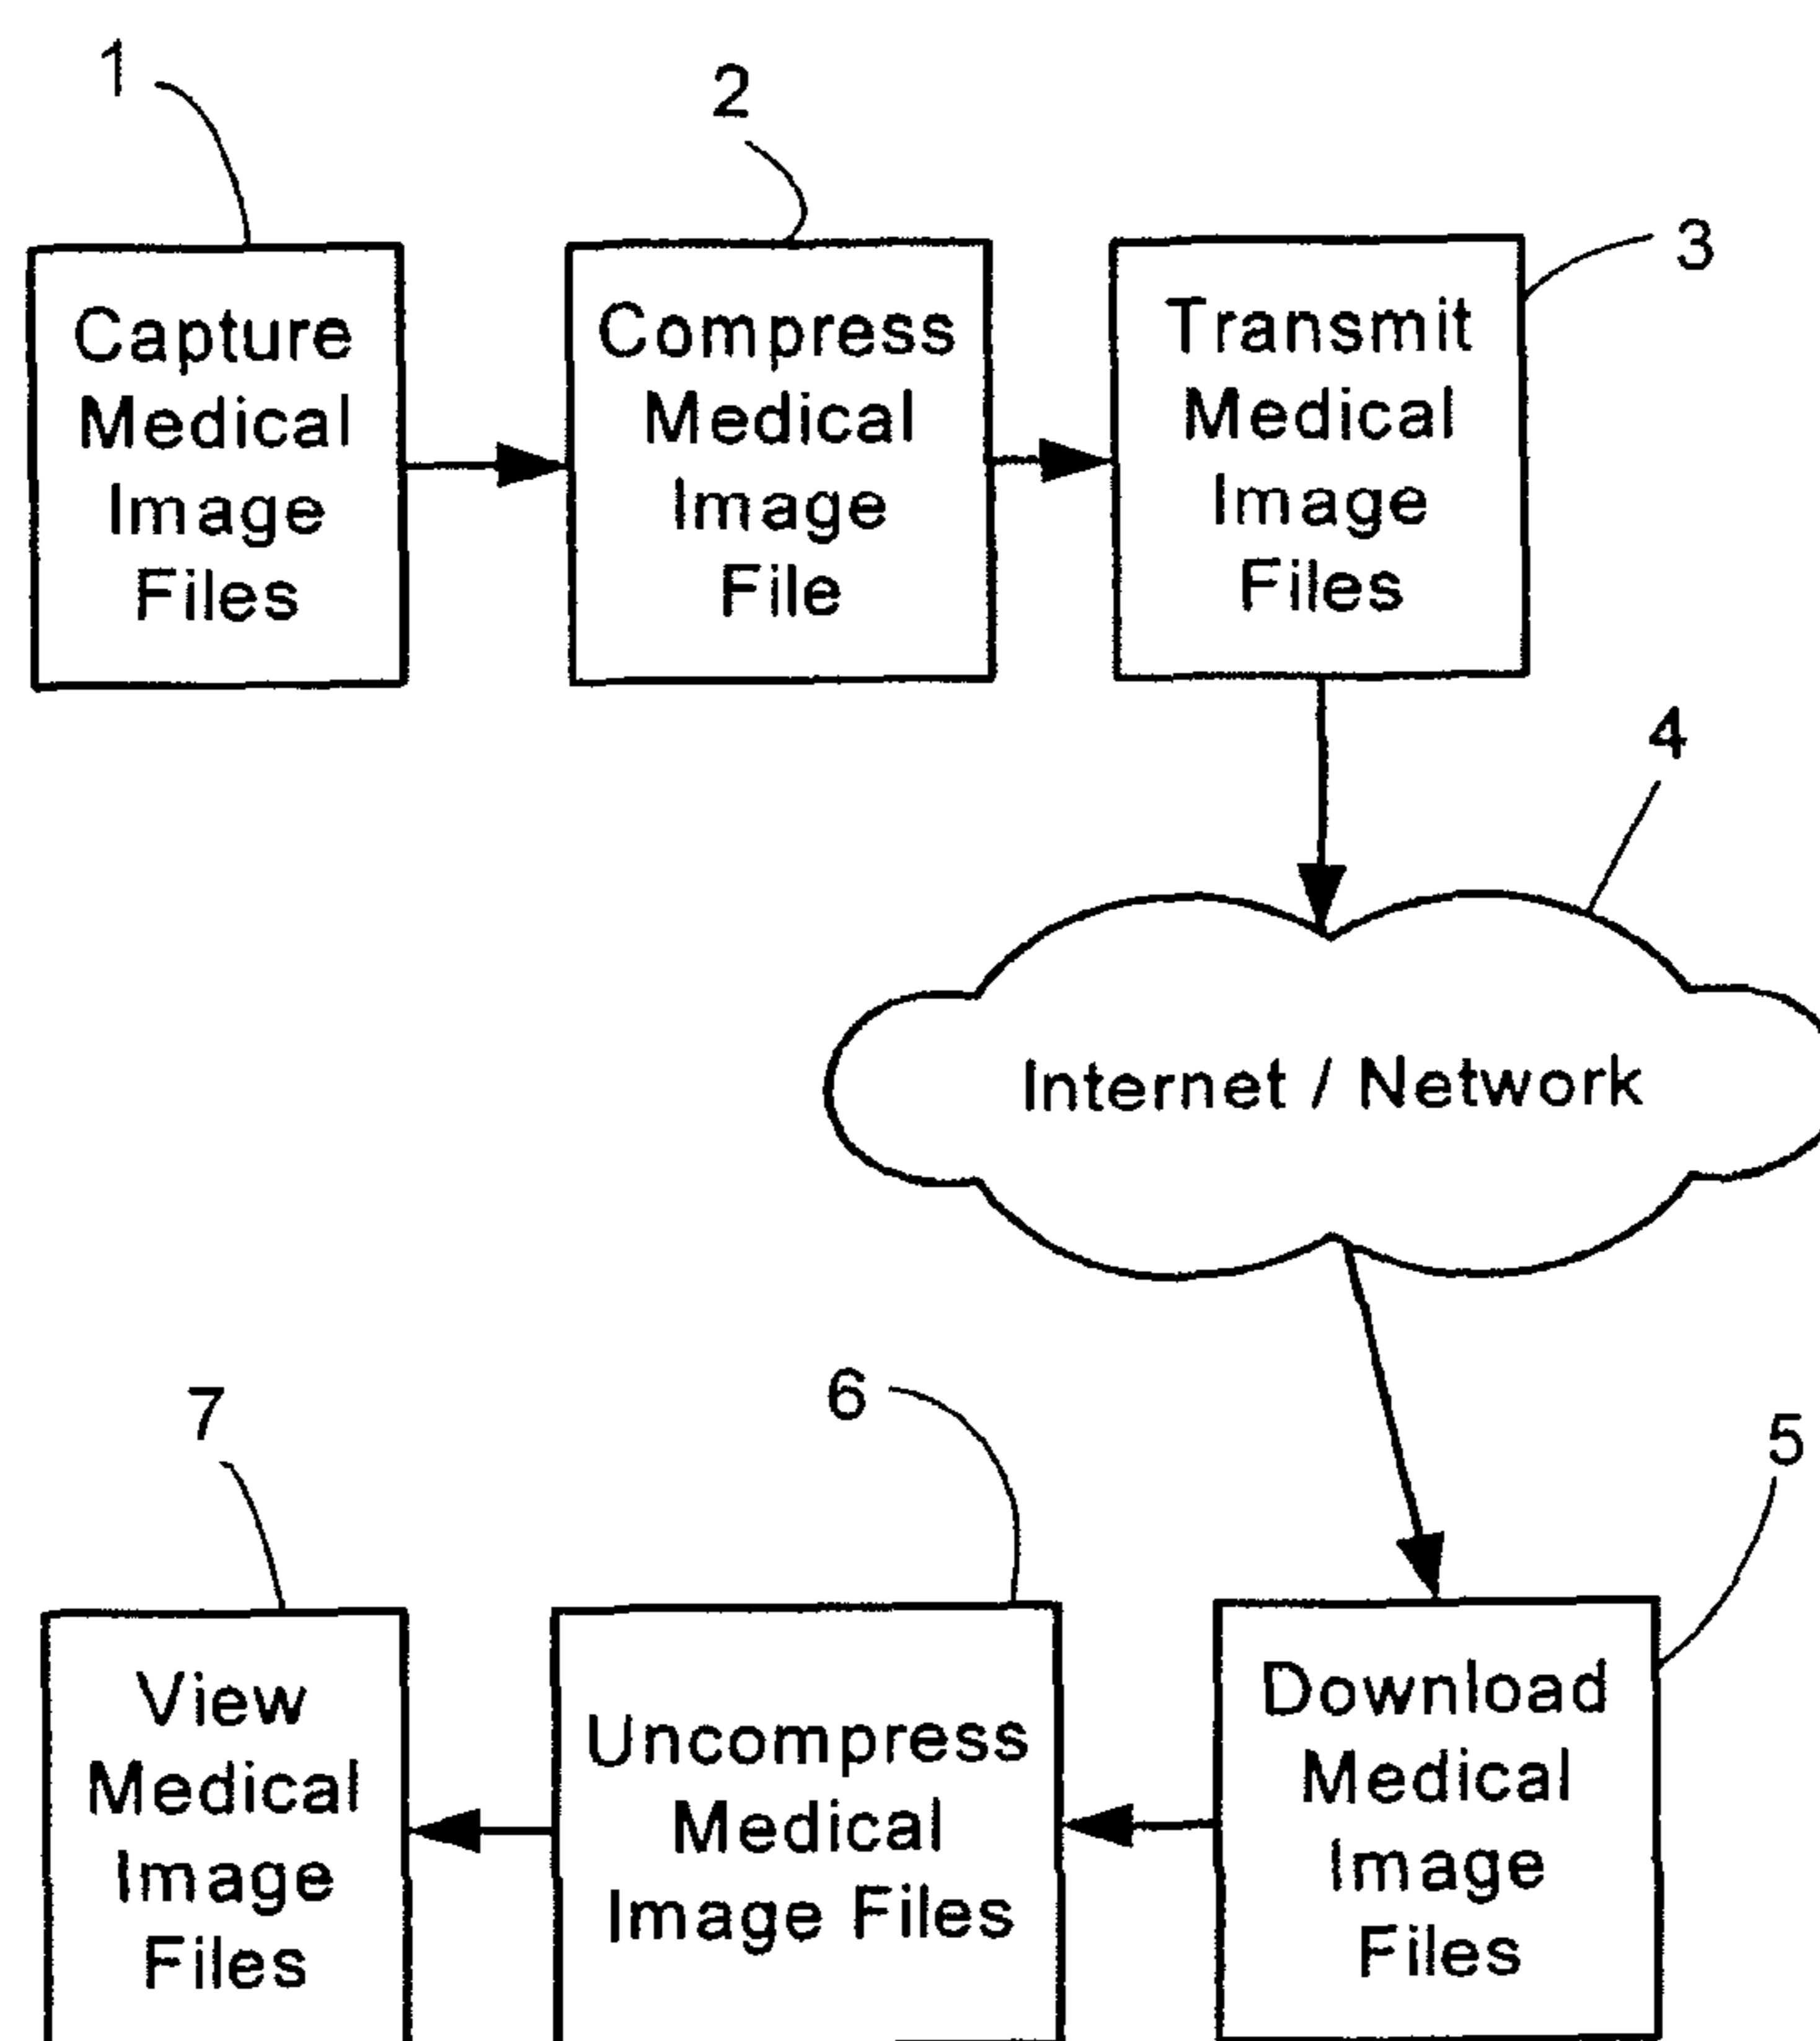 1
2
3
Capture
Medical
Image
Files
Compress
Medical
Image
File
Transmit
Medical
Image
Files
4
Internet / Network
5
6
7
Download
Medical
Image
Files
Uncompress
Medical
Image Files
View
Medical
Image
Files